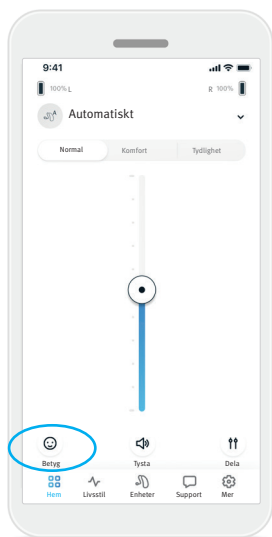 9:41
100% L R 100%
Automatiskt
Normal Komfort Tydlighet
Betyg Tysta Dela
Hem Livsstil Enheter Support Mer